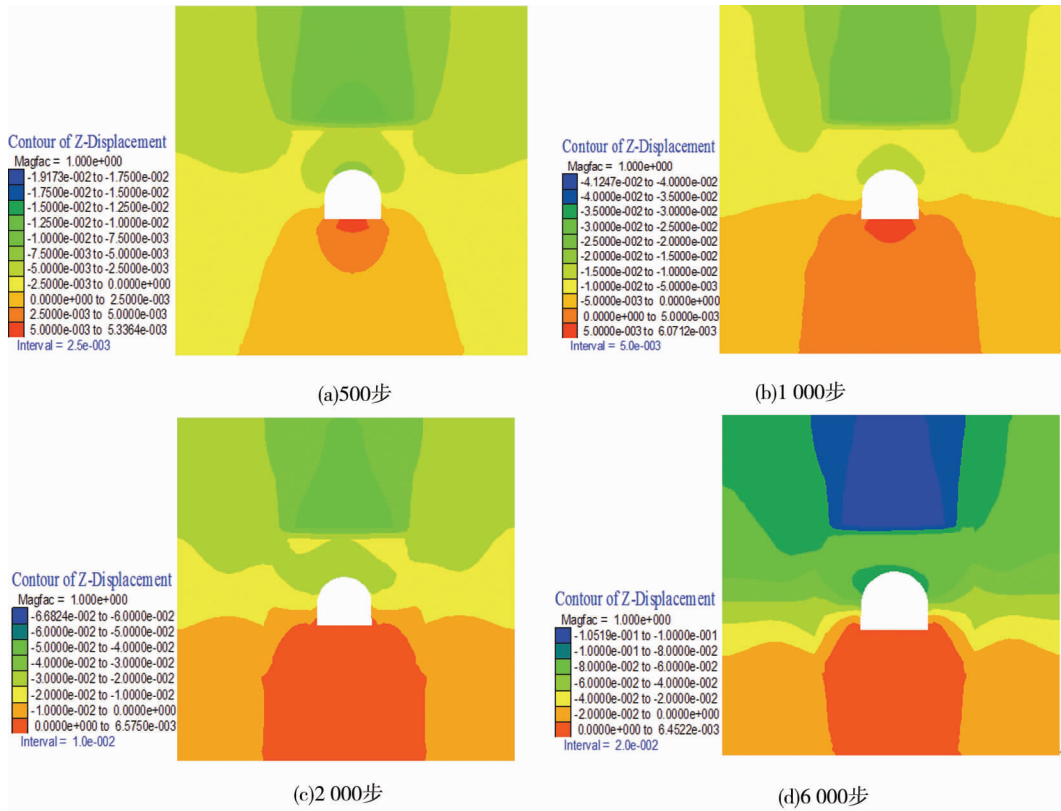 Contour of Z-Displacement
Magfac = 1.000e+000
-1.9173e-002 to -1.7500e-002
-1.7500e-002 to -1.5000e-002
-1.5000e-002 to -1.2500e-002
-1.2500e-002 to -1.0000e-002
-1.0000e-002 to -7.5000e-003
-7.5000e-003 to -5.0000e-003
-5.0000e-003 to -2.5000e-003
-2.5000e-003 to 0.0000e+000
0.0000e+000 to 2.5000e-003
2.5000e-003 to 5.0000e-003
5.0000e-003 to 5.3364e-003
Interval = 2.5e-003
(a)500步
Contour of Z-Displacement
Magfac = 1.000e+000
-4.1247e-002 to -4.0000e-002
-4.0000e-002 to -3.5000e-002
-3.5000e-002 to -3.0000e-002
-3.0000e-002 to -2.5000e-002
-2.5000e-002 to -2.0000e-002
-2.0000e-002 to -1.5000e-002
-1.5000e-002 to -1.0000e-002
-1.0000e-002 to -5.0000e-003
-5.0000e-003 to 0.0000e+000
0.0000e+000 to 5.0000e-003
5.0000e-003 to 6.0712e-003
Interval = 5.0e-003
(b)1 000步
Contour of Z-Displacement
Magfac = 1.000e+000
-6.6824e-002 to -6.0000e-002
-6.0000e-002 to -5.0000e-002
-5.0000e-002 to -4.0000e-002
-4.0000e-002 to -3.0000e-002
-3.0000e-002 to -2.0000e-002
-2.0000e-002 to -1.0000e-002
-1.0000e-002 to 0.0000e+000
0.0000e+000 to 6.5750e-003
Interval = 1.0e-002
(c)2 000步
Contour of Z-Displacement
Magfac = 1.000e+000
-1.0519e-001 to -1.0000e-001
-1.0000e-001 to -8.0000e-002
-8.0000e-002 to -6.0000e-002
-6.0000e-002 to -4.0000e-002
-4.0000e-002 to -2.0000e-002
-2.0000e-002 to 0.0000e+000
0.0000e+000 to 6.4522e-003
Interval = 2.0e-002
(d)6 000步